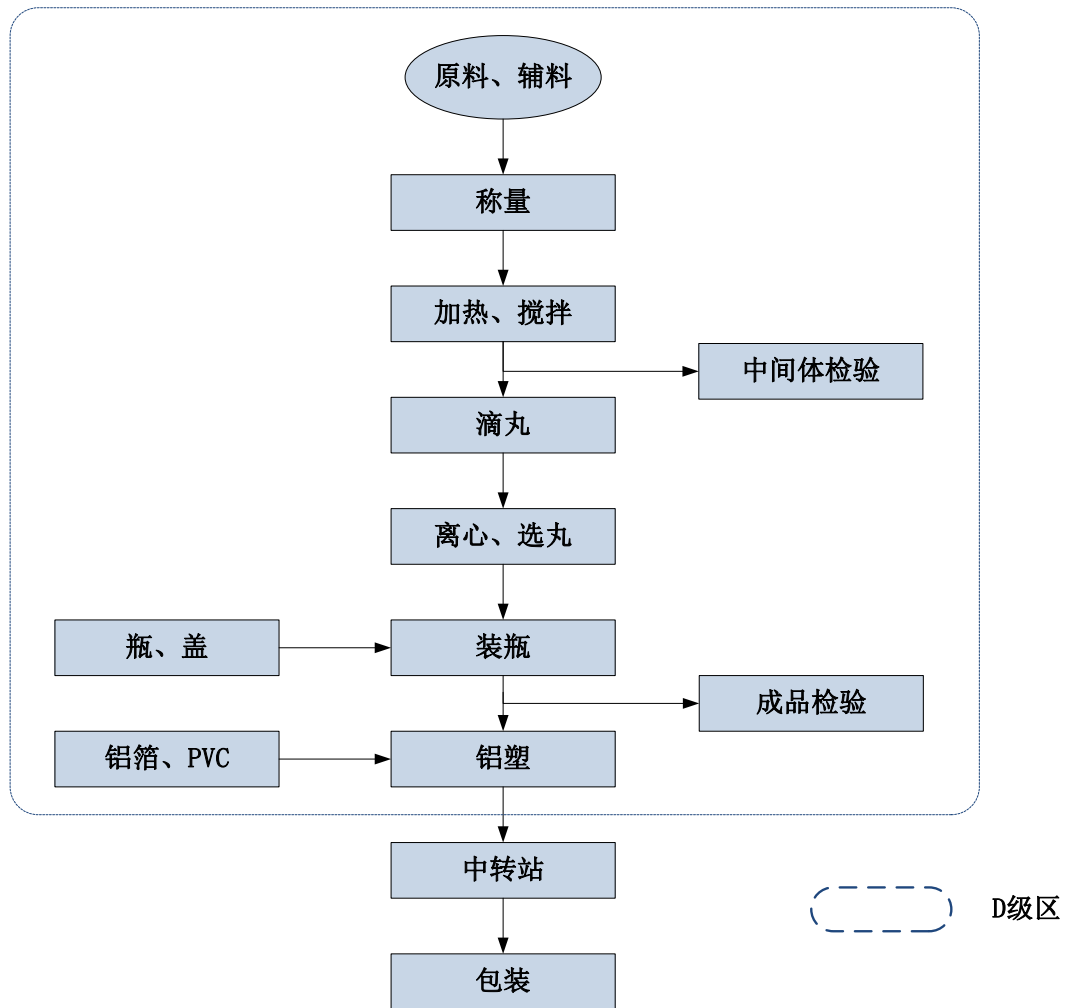 原料、辅料
称量
加热、搅拌
中间体检验
滴丸
离心、选丸
瓶、盖
装瓶
成品检验
铝箔、PVC
铝塑
中转站
D级区
包装